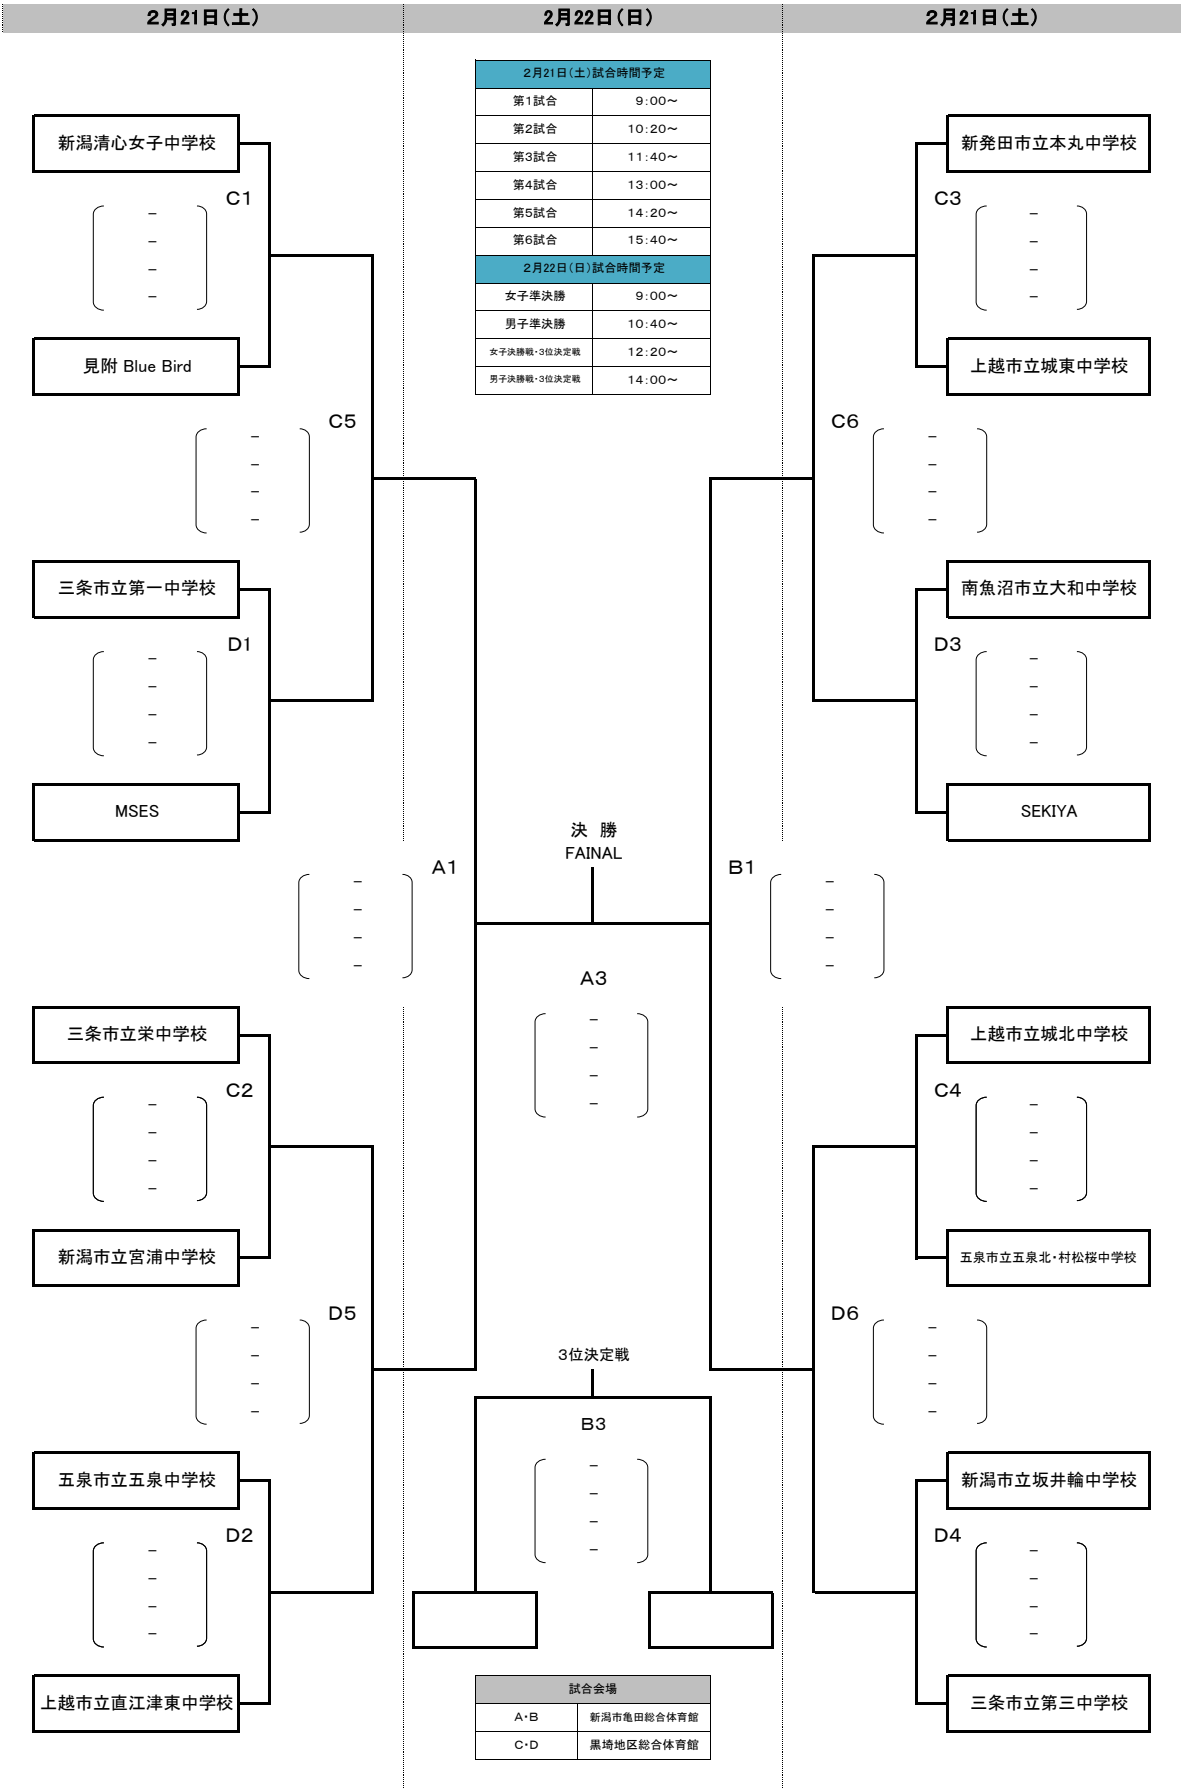 ２月21日（土）
2月22日（日）
２月21日（土）
２月21日（土）試合時間予定
第1試合 9：00～
第2試合 10：20～
第3試合 11：40～
第4試合 13：00～
第5試合 14：20～
第6試合 15：40～
２月22日（日）試合時間予定
女子準決勝 9：00～
男子準決勝 10：40～
女子決勝戦・3位決定戦 12：20～
男子決勝戦・3位決定戦 14：00～
新潟清心女子中学校
C1
－
－
－
－
見附 Blue Bird
C5
－
－
－
－
三条市立第一中学校
D1
－
－
－
－
MSES
A1
－
－
－
－
三条市立栄中学校
C2
－
－
－
－
新潟市立宮浦中学校
D5
－
－
－
－
五泉市立五泉中学校
D2
－
－
－
－
上越市立直江津東中学校
決 勝
FAINAL
A3
－
－
－
－
3位決定戦
B3
－
－
－
－
新発田市立本丸中学校
C3
－
－
－
－
上越市立城東中学校
C6
－
－
－
－
南魚沼市立大和中学校
D3
－
－
－
－
SEKIYA
B1
－
－
－
－
上越市立城北中学校
C4
－
－
－
－
五泉市立五泉北・村松桜中学校
D6
－
－
－
－
新潟市立坂井輪中学校
D4
－
－
－
－
三条市立第三中学校
試合会場
A・B 新潟市亀田総合体育館
C・D 黒埼地区総合体育館